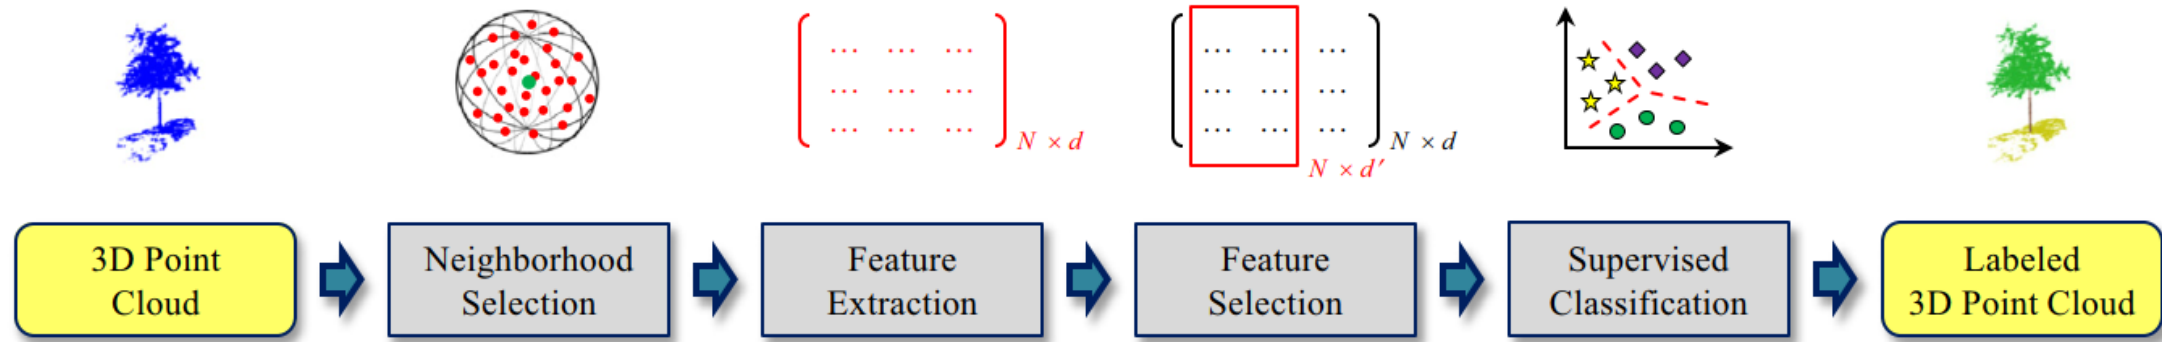 ... ... ...
... ... ...
... ... ...
N × d
... ... ...
... ... ...
... ... ...
N × d
N × d′
3D Point
Cloud
Neighborhood
Selection
Feature
Extraction
Feature
Selection
Supervised
Classification
Labeled
3D Point Cloud